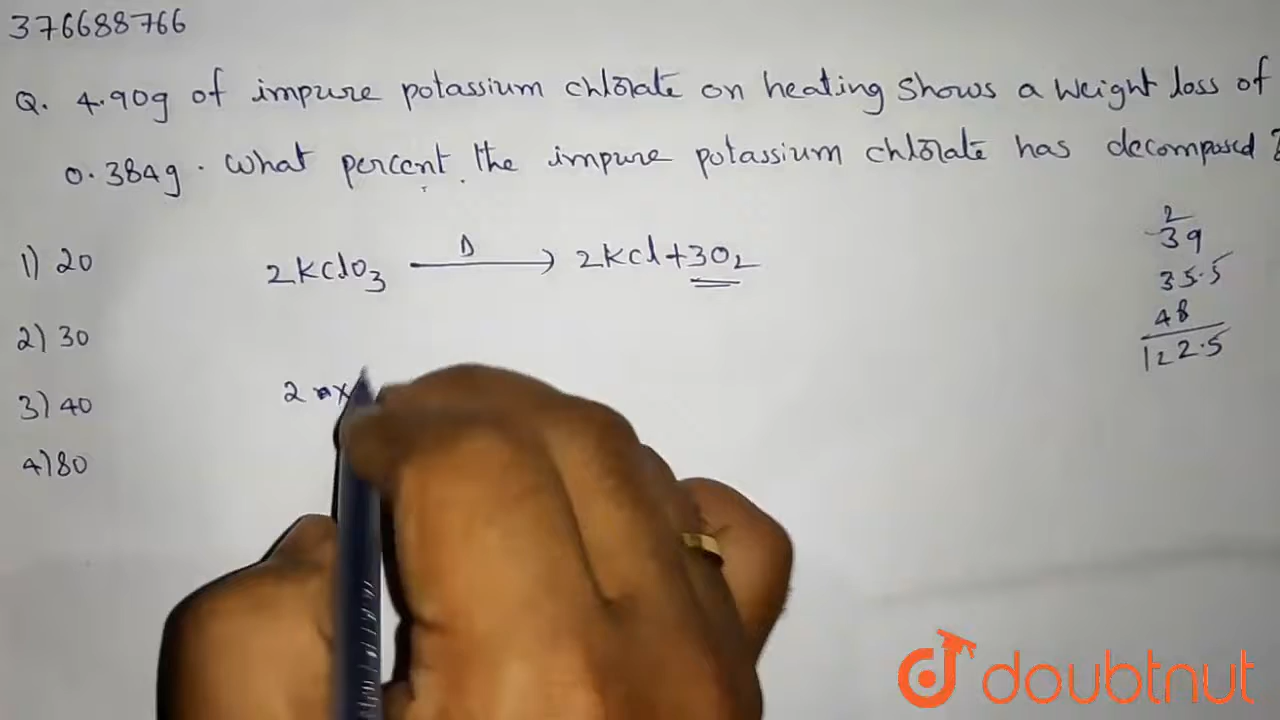 376688766
Q. 4.90g of impure potassium chlorate on heating shows a weight loss of
0.384g. What percent the impure potassium chlorate has decomposed ?
1) 20
2KClO3 Δ→ 2KCl+3O2
2) 30
2 x
3) 40
4) 80
2
39
35.5
48
122.5
doubtnut